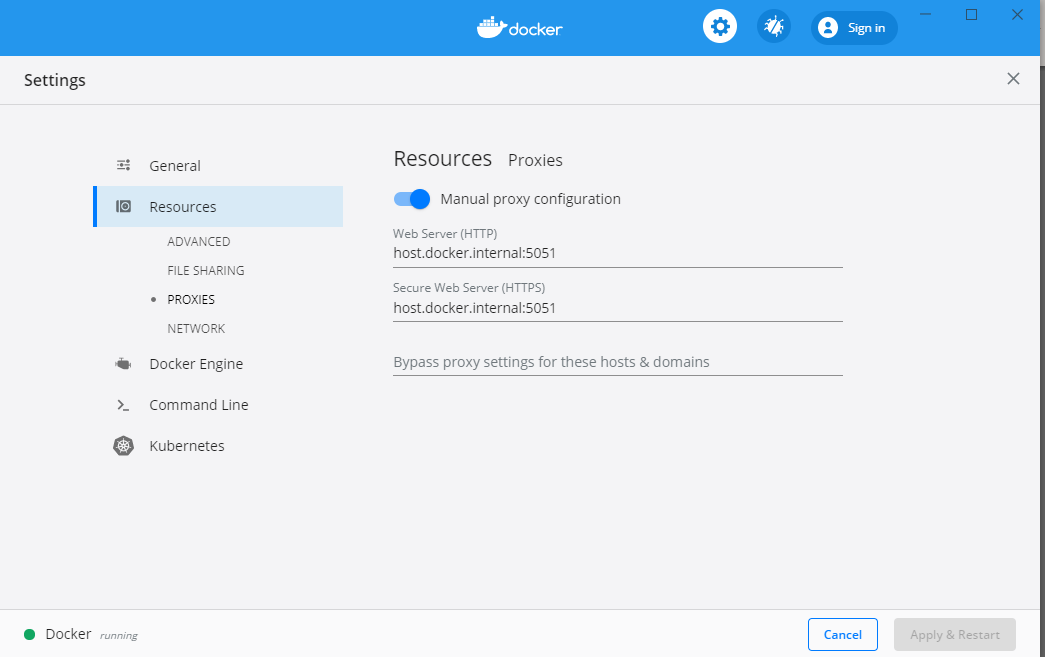 docker
Sign in
Settings
General
Resources
ADVANCED
FILE SHARING
PROXIES
NETWORK
Docker Engine
Command Line
Kubernetes
Resources Proxies
Manual proxy configuration
Web Server (HTTP)
host.docker.internal:5051
Secure Web Server (HTTPS)
host.docker.internal:5051
Bypass proxy settings for these hosts & domains
Docker running
Cancel
Apply & Restart